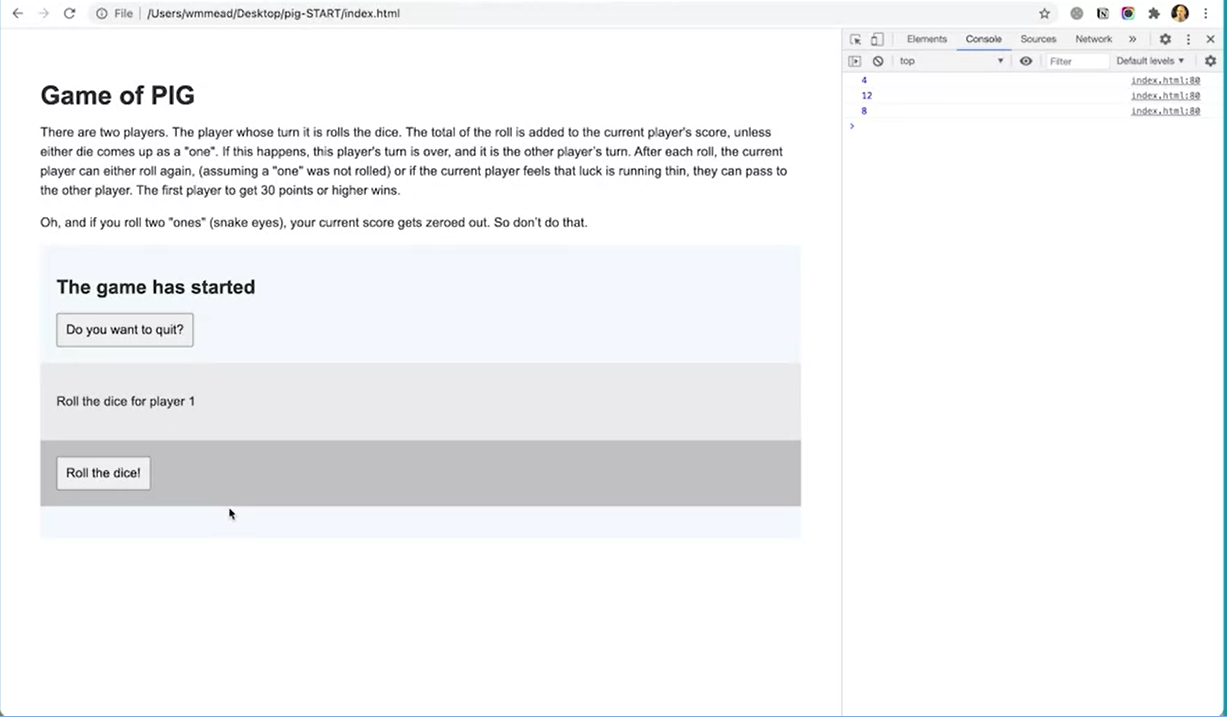 File /Users/wmmead/Desktop/pig-START/index.html
Elements Console Sources Network »
top Filter Default levels
4 index.html:80
12 index.html:80
8 index.html:80
Game of PIG
There are two players. The player whose turn it is rolls the dice. The total of the roll is added to the current player's score, unless
either die comes up as a "one". If this happens, this player's turn is over, and it is the other player's turn. After each roll, the current
player can either roll again, (assuming a "one" was not rolled) or if the current player feels that luck is running thin, they can pass to
the other player. The first player to get 30 points or higher wins.
Oh, and if you roll two "ones" (snake eyes), your current score gets zeroed out. So don't do that.
The game has started
Do you want to quit?
Roll the dice for player 1
Roll the dice!